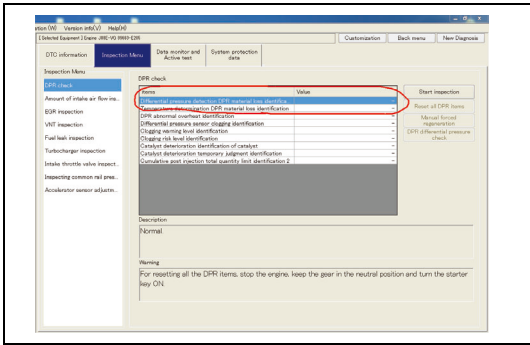 ration (W) Version info(V) Help(H)
[ Selected Equipment ] Engine J08E-VG
Customization Back menu New Diagnosis
DTC information
Inspection Menu
Data monitor and Active test
System protection data
Inspection Menu
DPR check
Amount of intake air flow ins...
EGR inspection
VNT inspection
Fuel leak inspection
Turbocharger inspection
Intake throttle valve inspect...
Inspecting common rail pres...
Accelerator sensor adjustm...
DPR check
Items Value
Differential pressure detection DPR material loss identifica... -
Temperature determination DPR material loss identification -
DPR abnormal overheat identification -
Differential pressure sensor clogging identification -
Clogging warning level identification -
Clogging risk level identification -
Catalyst deterioration identification of catalyst -
Catalyst deterioration temporary judgment identification -
Cumulative post injection total quantity limit identification 2 -
Start inspection
Reset all DPR items
Manual forced
regeneration
DPR differential pressure
check
Description
Normal
Warning
For resetting all the DPR items, stop the engine, keep the gear in the neutral position and turn the starter
key ON.